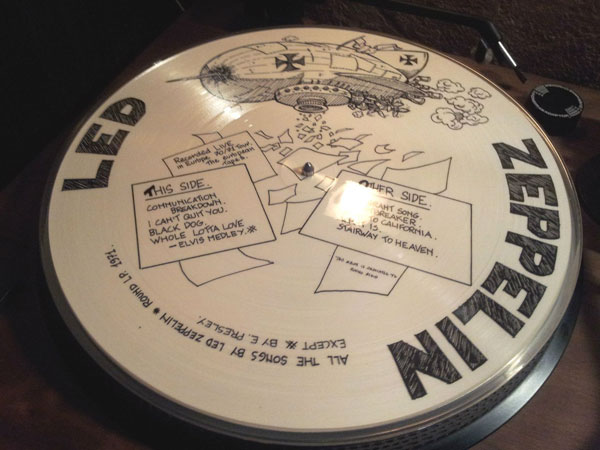 LED
ZEPPELIN
Recorded LIVE
in Europe
The European
THIS SIDE.
COMMUNICATION
BREAKDOWN.
I CAN'T QUIT YOU.
BLACK DOG.
WHOLE LOTTA LOVE
- ELVIS MEDLEY.※
SIDE.
SONG.
CALIFORNIA.
STAIRWAY TO HEAVEN.
ALL THE SONGS BY LED ZEPPELIN • ROUND LP 1971.
EXCEPT ※ BY E. PRESLEY.